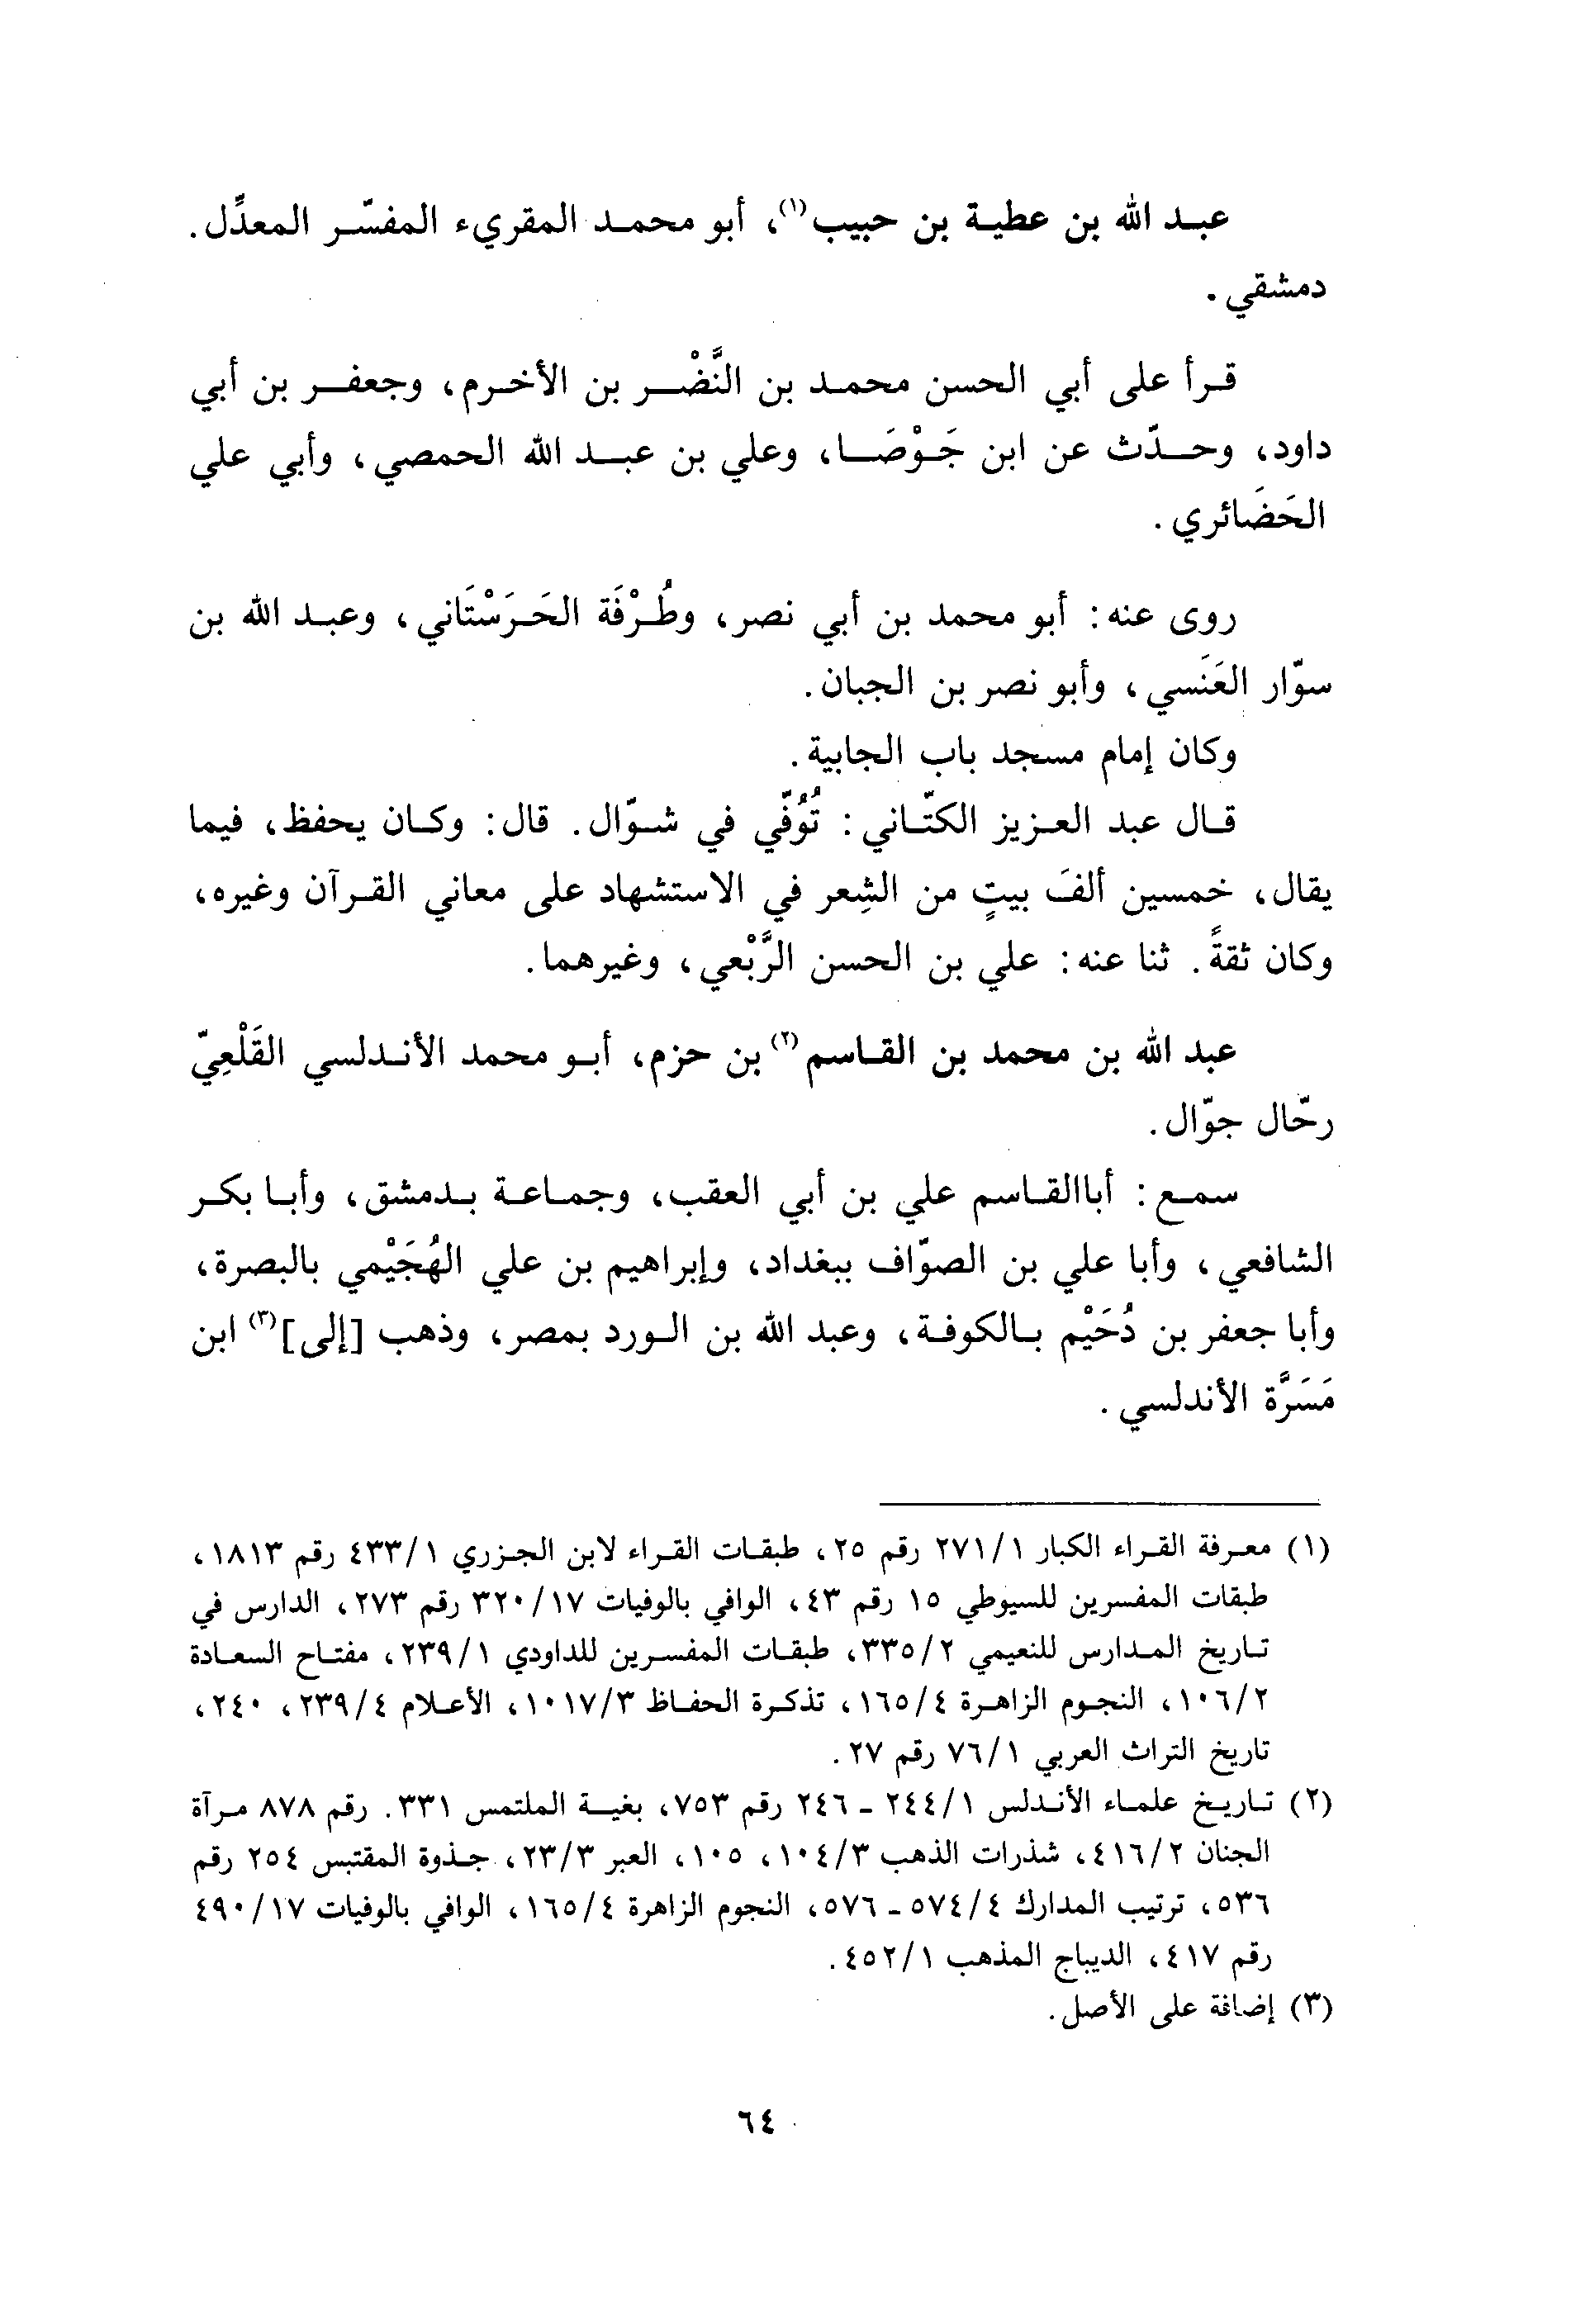 عبد الله بن عطية بن حبيب(١)، أبو محمد المقريء المفسّر المعدَّل.
دمشقي.
قرأ على أبي الحسن محمد بن النَّضْر بن الأخرم، وجعفر بن أبي
داود، وحدّث عن ابن جَوْصَا، وعلي بن عبد الله الحمصي، وأبي علي
الحَضَائري.
روى عنه: أبو محمد بن أبي نصر، وطُرْفَة الحَرَسْتَاني، وعبد الله بن
سوّار العَنَسي، وأبو نصر بن الجبان.
وكان إمام مسجد باب الجابية.
قال عبد العزيز الكتّاني: تُوُفّي في شوّال. قال: وكان يحفظ، فيما
يقال، خمسين ألفَ بيتٍ من الشِعر في الاستشهاد على معاني القرآن وغيره،
وكان ثقةً. ثنا عنه: علي بن الحسن الرَّبْعي، وغيرهما.
عبد الله بن محمد بن القاسم(٢) بن حزم، أبو محمد الأندلسي القَلْعِيّ
رحّال جوّال.
سمع: أباالقاسم علي بن أبي العقب، وجماعة بدمشق، وأبا بكر
الشافعي، وأبا علي بن الصوّاف ببغداد، وإبراهيم بن علي الهُجَيْمي بالبصرة،
وأبا جعفر بن دُحَيْم بالكوفة، وعبد الله بن الورد بمصر، وذهب [إلى](٣) ابن
مَسَرَّة الأندلسي.
(١) معرفة القراء الكبار ٢٧١/١ رقم ٢٥، طبقات القراء لابن الجزري ٤٣٣/١ رقم ١٨١٣،
طبقات المفسرين للسيوطي ١٥ رقم ٤٣، الوافي بالوفيات ٣٢٠/١٧ رقم ٢٧٣، الدارس في
تاريخ المدارس للنعيمي ٣٣٥/٢، طبقات المفسرين للداودي ٢٣٩/١، مفتاح السعادة
١٠٦/٢، النجوم الزاهرة ١٦٥/٤، تذكرة الحفاظ ١٠١٧/٣، الأعلام ٢٣٩/٤، ٢٤٠،
تاريخ التراث العربي ٧٦/١ رقم ٢٧.
(٢) تاريخ علماء الأندلس ٢٤٤/١ - ٢٤٦ رقم ٧٥٣، بغية الملتمس ٣٣١. رقم ٨٧٨ مرآة
الجنان ٤١٦/٢، شذرات الذهب ١٠٤/٣، ١٠٥، العبر ٢٣/٣، جذوة المقتبس ٢٥٤ رقم
٥٣٦، ترتيب المدارك ٥٧٤/٤ - ٥٧٦، النجوم الزاهرة ١٦٥/٤، الوافي بالوفيات ٤٩٠/١٧
رقم ٤١٧، الديباج المذهب ٤٥٢/١.
(٣) إضافة على الأصل.
٦٤